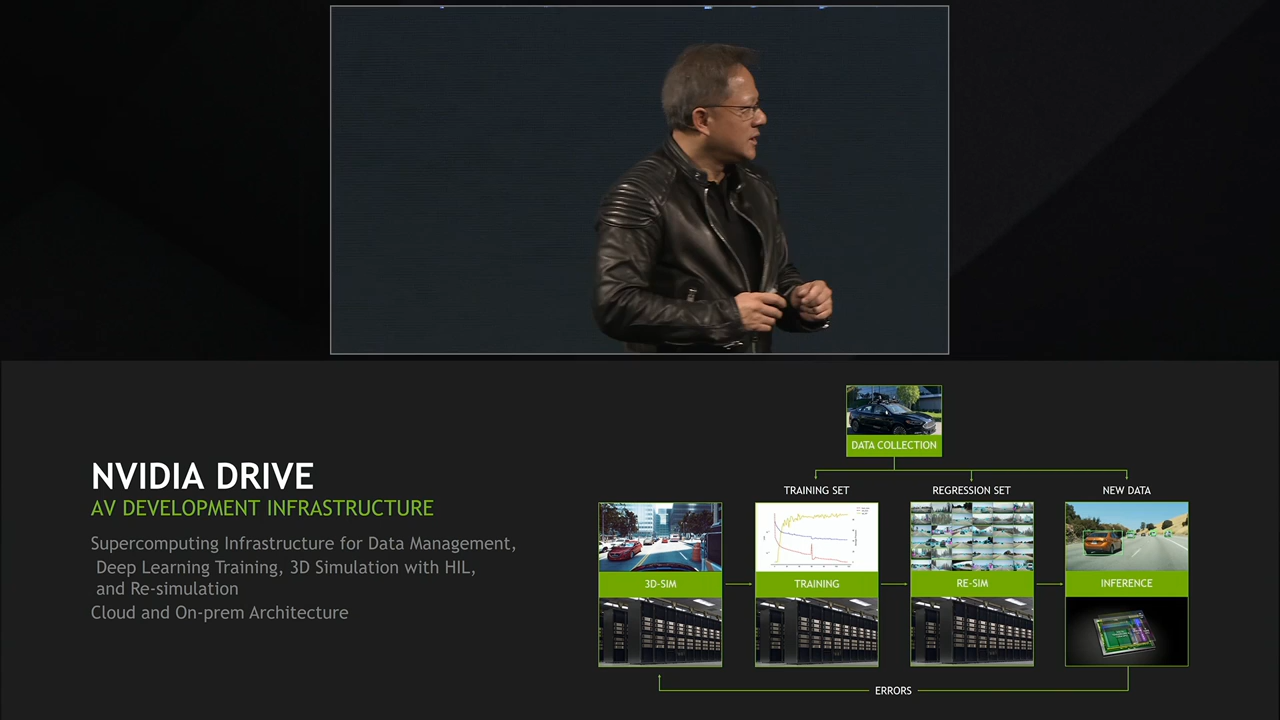 NVIDIA DRIVE
AV DEVELOPMENT INFRASTRUCTURE
Supercomputing Infrastructure for Data Management,
Deep Learning Training, 3D Simulation with HIL,
and Re-simulation
Cloud and On-prem Architecture
DATA COLLECTION
TRAINING SET
REGRESSION SET
NEW DATA
3D-SIM
TRAINING
RE-SIM
INFERENCE
ERRORS